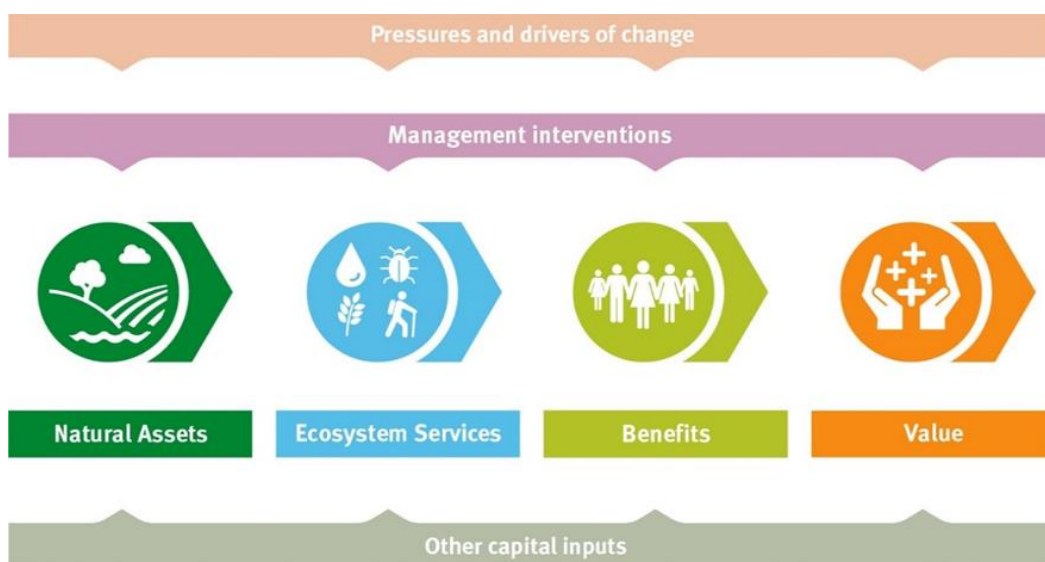 Pressures and drivers of change
Management interventions
Natural Assets
Ecosystem Services
Benefits
Value
Other capital inputs